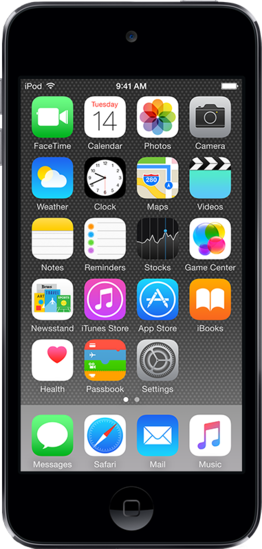 iPod 9:41 AM
Tuesday
14
FaceTime Calendar Photos Camera
280
Weather Clock Maps Videos
Notes Reminders Stocks Game Center
Newsstand iTunes Store App Store iBooks
Health Passbook Settings
Messages Safari Mail Music